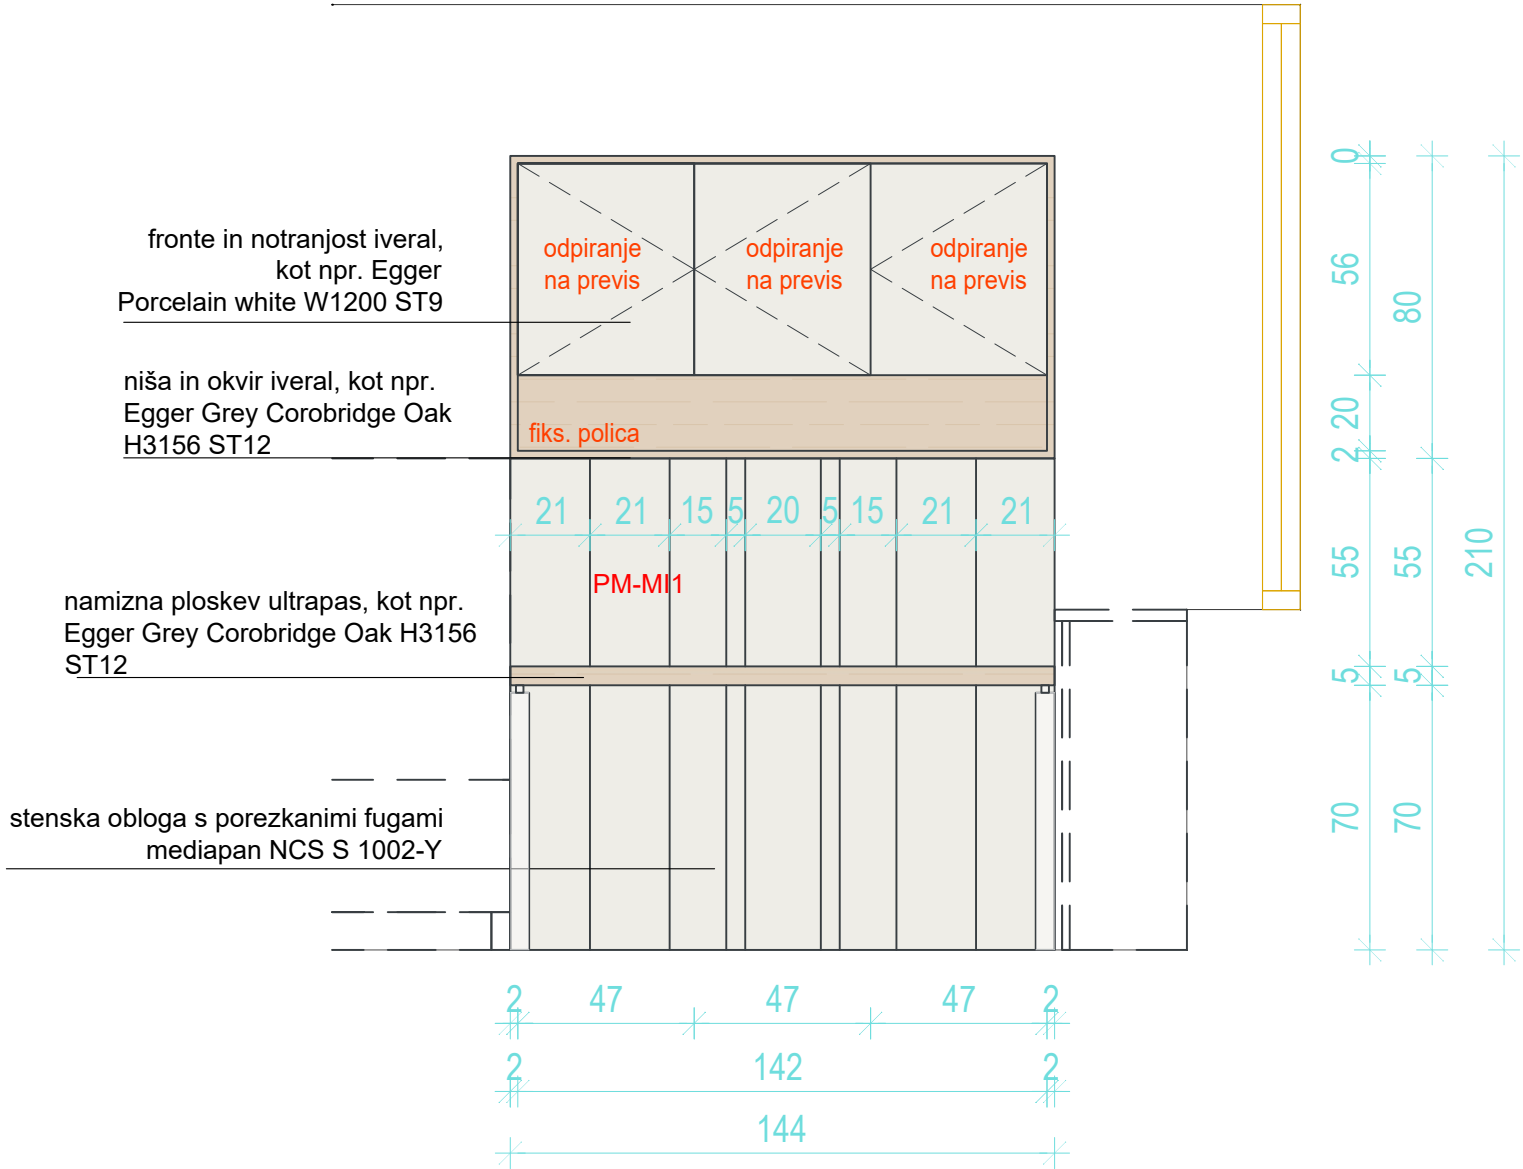 fronte in notranjost iveral,
kot npr. Egger
Porcelain white W1200 ST9
odpiranje
na previs
odpiranje
na previs
odpiranje
na previs
niša in okvir iveral, kot npr.
Egger Grey Corobridge Oak
H3156 ST12
fiks. polica
21 21 15 5 20 5 15 21 21
PM-MI1
namizna ploskev ultrapas, kot npr.
Egger Grey Corobridge Oak H3156
ST12
stenska obloga s porezkanimi fugami
mediapan NCS S 1002-Y
2 47 47 47 2
2 142 2
144
0
56
20
2
55
5
70
80
55
5
70
210